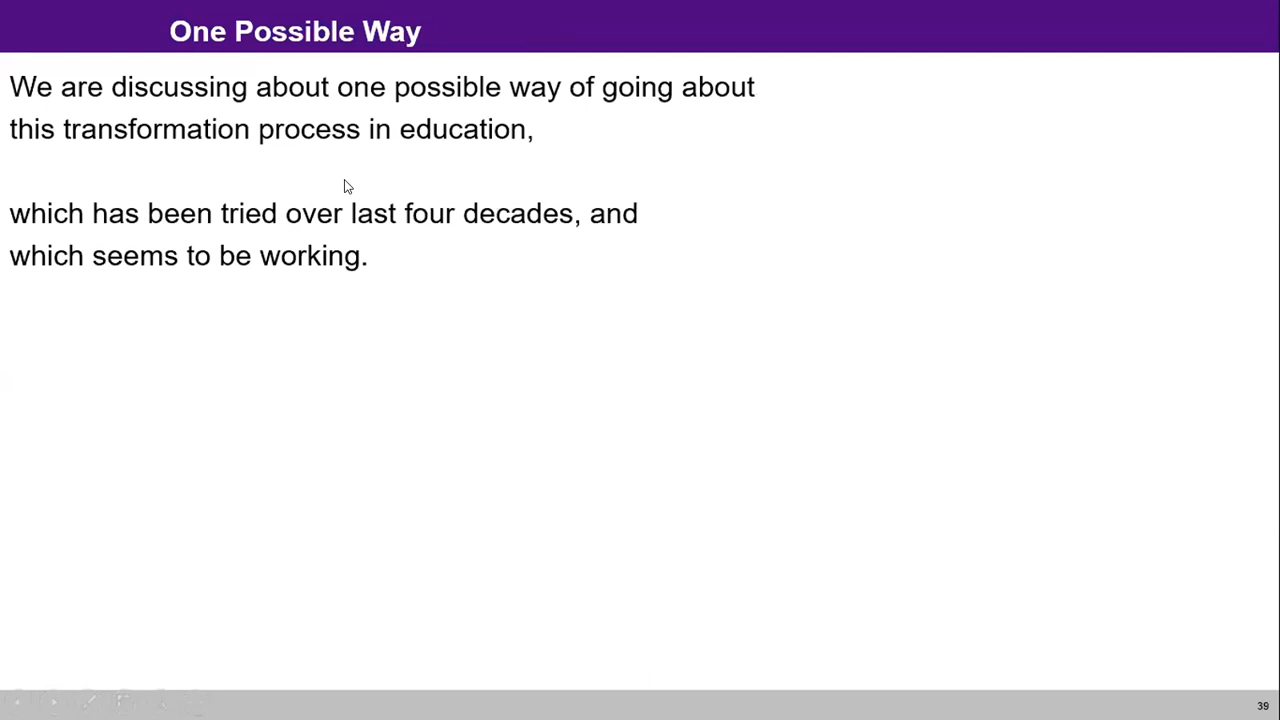 One Possible Way
We are discussing about one possible way of going about
this transformation process in education,
which has been tried over last four decades, and
which seems to be working.
39